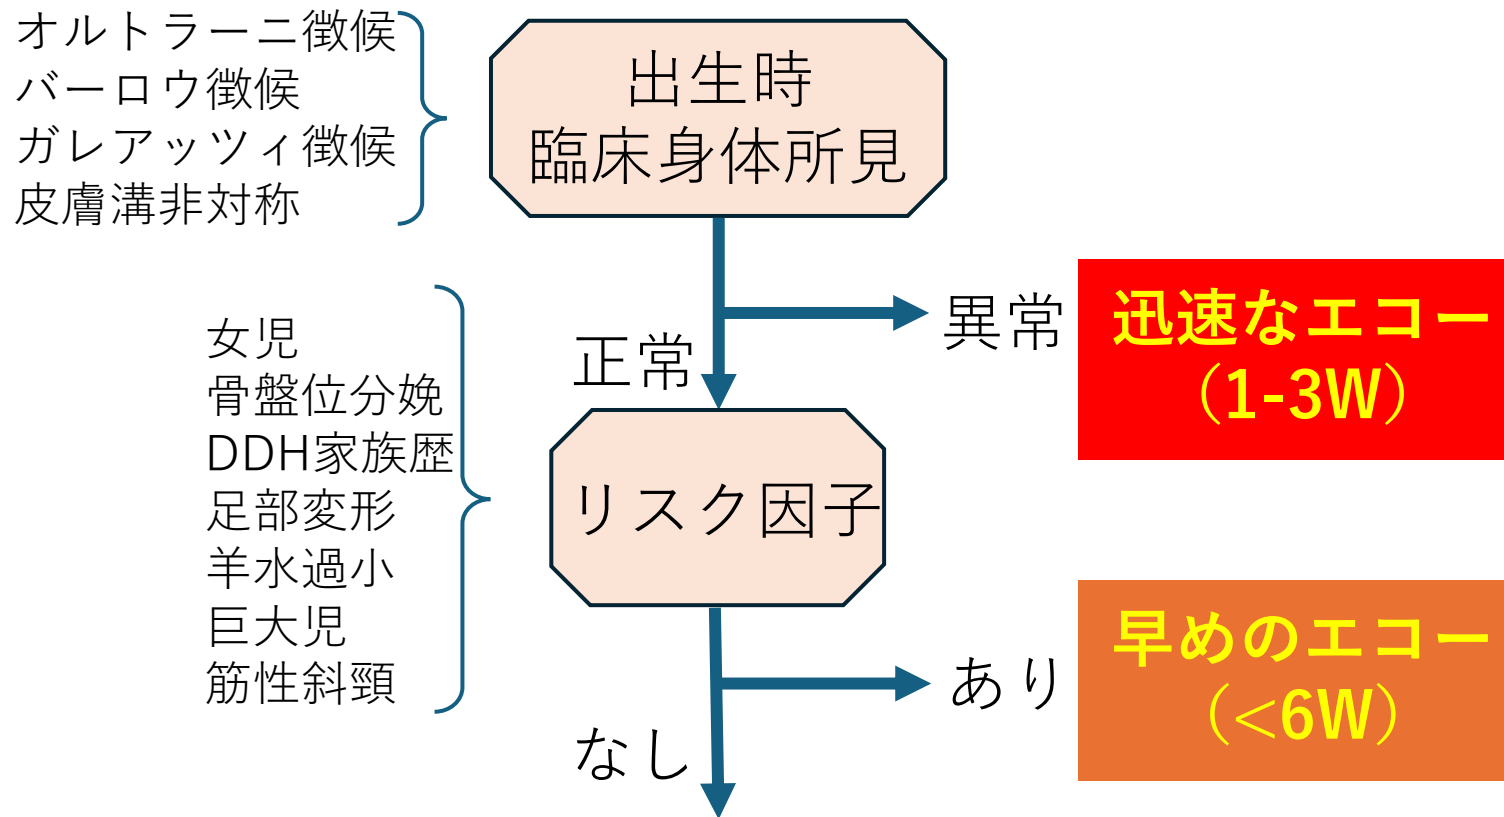 オルトラーニ徴候
バーロウ徴候
ガレアッツィ徴候
皮膚溝非対称
出生時
臨床身体所見
異常
迅速なエコー
（1-3W）
正常
女児
骨盤位分娩
DDH家族歴
足部変形
羊水過小
巨大児
筋性斜頸
リスク因子
あり
早めのエコー
（<6W）
なし